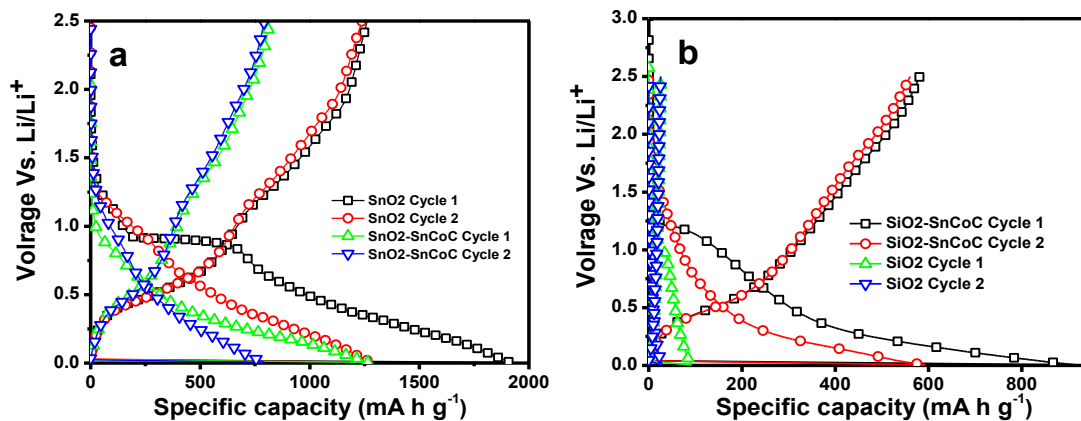 a
2.5
2.0
1.5
1.0
0.5
0.0
Volrage Vs. Li/Li⁺
SnO2 Cycle 1
SnO2 Cycle 2
SnO2-SnCoC Cycle 1
SnO2-SnCoC Cycle 2
0 500 1000 1500 2000
Specific capacity (mA h g⁻¹)
b
3.0
2.5
2.0
1.5
1.0
0.5
0.0
Volrage Vs. Li/Li⁺
SiO2-SnCoC Cycle 1
SiO2-SnCoC Cycle 2
SiO2 Cycle 1
SiO2 Cycle 2
0 200 400 600 800
Specific capacity (mA h g⁻¹)